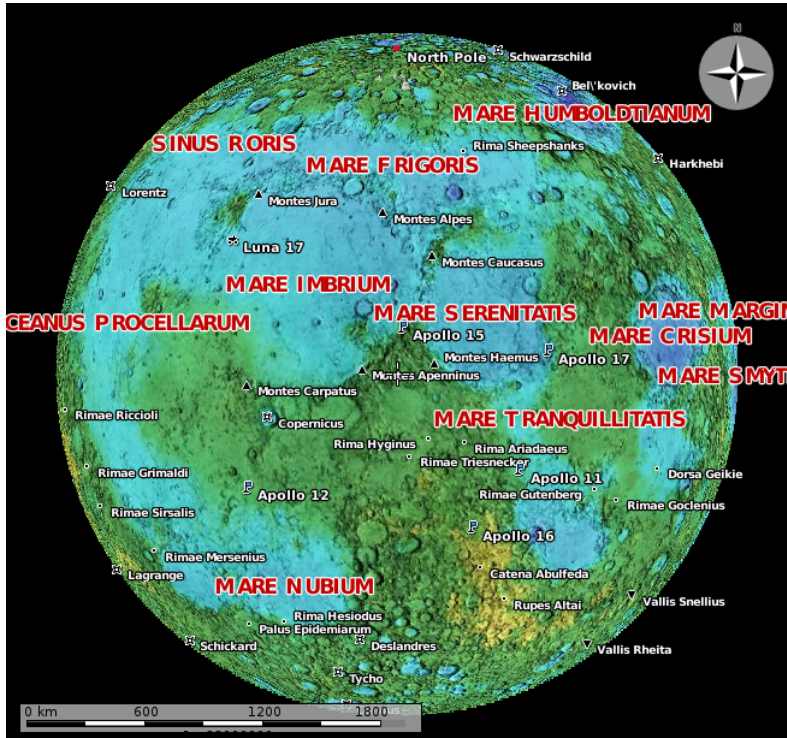 N
North Pole
Schwarzschild
Bel\'kovich
MARE HUMBOLDTIANUM
SINUS RORIS
Rima Sheepshanks
MARE FRIGORIS
Harkhebi
Lorentz
Montes Jura
Montes Alpes
Luna 17
Montes Caucasus
MARE IMBRIUM
MARE SERENITATIS
MARE MARGIN
CEANUS PROCELLARUM
Apollo 15
MARE CRISIUM
Montes Haemus
Apollo 17
Montes Apenninus
MARE SMYT
Montes Carpatus
Rimae Riccioli
Copernicus
MARE TRANQUILLITATIS
Rima Hyginus
Rima Ariadaeus
Rimae Triesnecker
Rimae Grimaldi
Apollo 11
Dorsa Geikie
Apollo 12
Rimae Gutenberg
Rimae Goclenius
Rimae Sirsalis
Apollo 16
Rimae Mersenius
Lagrange
Catena Abulfeda
MARE NUBIUM
Rupes Altai
Vallis Snellius
Rima Hesiodus
Palus Epidemiarum
Schickard
Deslandres
Vallis Rheita
Tycho
0 km 600 1200 1800